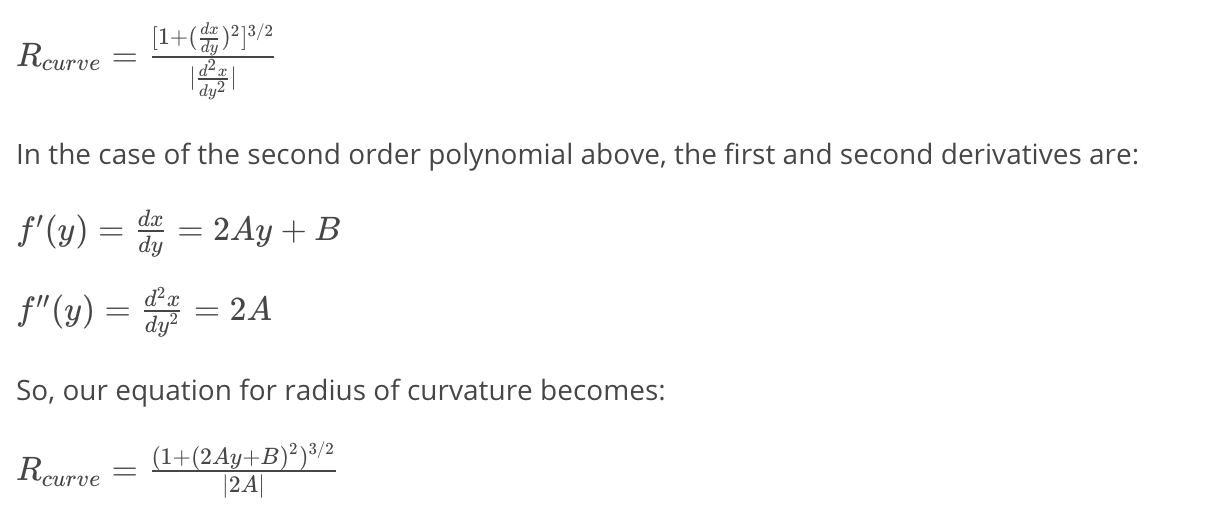 $R_{curve} = \frac{[1+(\frac{dx}{dy})^2]^{3/2}}{|\frac{d^2x}{dy^2}|}$
In the case of the second order polynomial above, the first and second derivatives are:
$f'(y) = \frac{dx}{dy} = 2Ay + B$
$f''(y) = \frac{d^2x}{dy^2} = 2A$
So, our equation for radius of curvature becomes:
$R_{curve} = \frac{(1+(2Ay+B)^2)^{3/2}}{|2A|}$